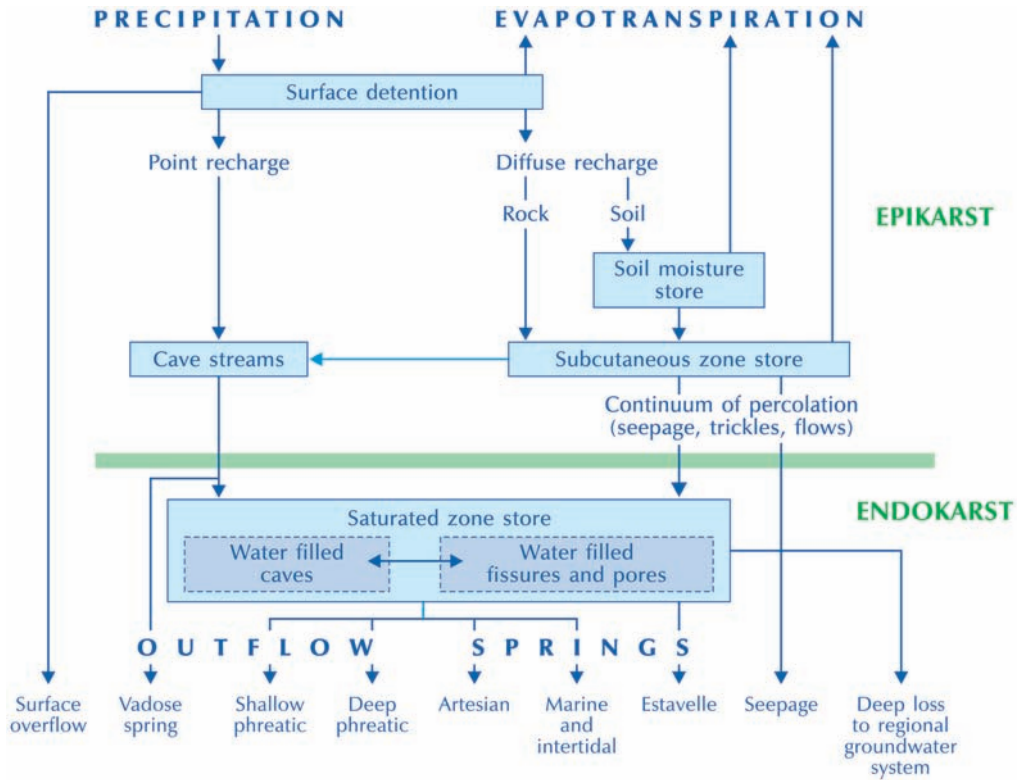 PRECIPITATION
EVAPOTRANSPIRATION
Surface detention
Point recharge
Diffuse recharge
Rock
Soil
EPIKARST
Soil moisture
store
Cave streams
Subcutaneous zone store
Continuum of percolation
(seepage, trickles, flows)
ENDOKARST
Saturated zone store
Water filled
caves
Water filled
fissures and pores
OUTFLOW SPRINGS
Surface
overflow
Vadose
spring
Shallow
phreatic
Deep
phreatic
Artesian
Marine
and
intertidal
Estavelle
Seepage
Deep loss
to regional
groundwater
system